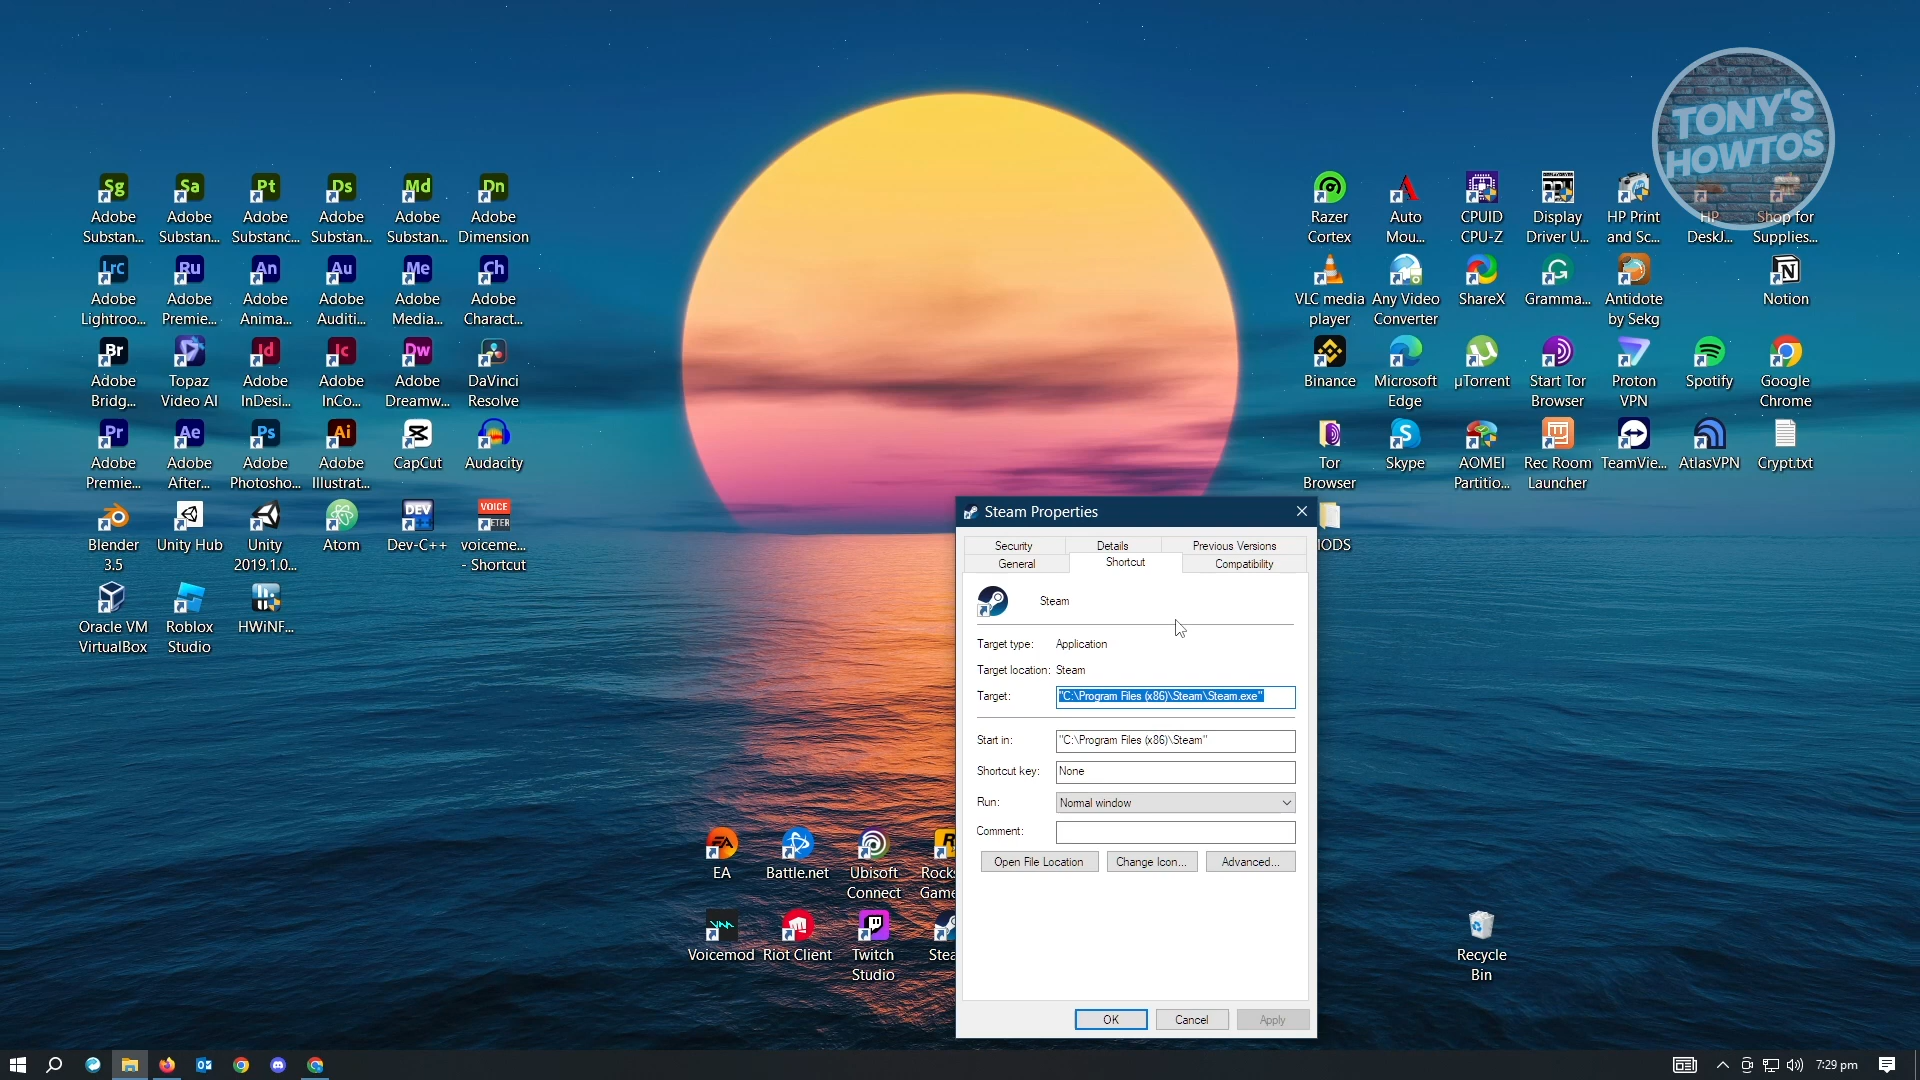 TONY'S
HOWTOS
Sg
Sa
Pt
Ds
Md
Dn
Adobe
Substan...
Adobe
Substan...
Adobe
Substanc...
Adobe
Substan...
Adobe
Substan...
Adobe
Dimension
Razer
Cortex
Auto
Mou...
CPUID
CPU-Z
Display
Driver U...
HP Print
and Sc...
HP
DeskJ...
Shop for
Supplies...
LrC
Ru
An
Au
Me
Ch
Adobe
Lightroo...
Adobe
Premie...
Adobe
Anima...
Adobe
Auditi...
Adobe
Media...
Adobe
Charact...
VLC media
player
Any Video
Converter
ShareX
Gramma...
Antidote
by Sekg
Notion
Br
Id
Ic
Dw
Adobe
Bridg...
Topaz
Video AI
Adobe
InDesi...
Adobe
InCo...
Adobe
Dreamw...
DaVinci
Resolve
Binance
Microsoft
Edge
µTorrent
Start Tor
Browser
Proton
VPN
Spotify
Google
Chrome
Pr
Ae
Ps
Ai
Adobe
Premie...
Adobe
After...
Adobe
Photosho...
Adobe
Illustrat...
CapCut
Audacity
Tor
Browser
Skype
AOMEI
Partitio...
Rec Room
Launcher
TeamVie...
AtlasVPN
Crypt.txt
DEV
VOICE
Blender
3.5
Unity Hub
Unity
2019.1.0...
Atom
Dev-C++
voiceme...
- Shortcut
Oracle VM
VirtualBox
Roblox
Studio
HWiNF...
Steam Properties
Security
Details
Previous Versions
General
Shortcut
Compatibility
Steam
Target type: Application
Target location: Steam
Target: "C:\Program Files (x86)\Steam\Steam.exe"
Start in: "C:\Program Files (x86)\Steam"
Shortcut key: None
Run: Normal window
Comment:
Open File Location
Change Icon...
Advanced...
OK
Cancel
Apply
EA
Battle.net
Ubisoft
Connect
Rocks
Game
Voicemod
Riot Client
Twitch
Studio
Stea
Recycle
Bin
7:29 pm